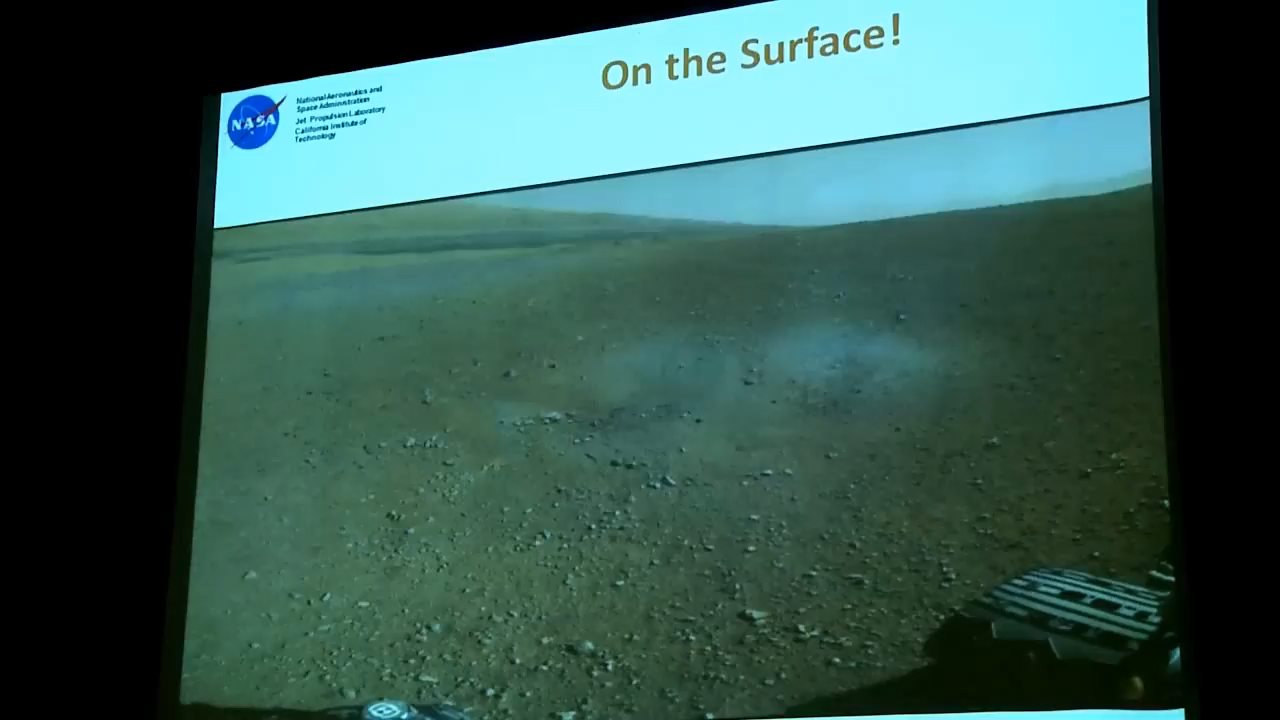 On the Surface!
NASA
National Aeronautics and
Space Administration
Jet Propulsion Laboratory
California Institute of
Technology